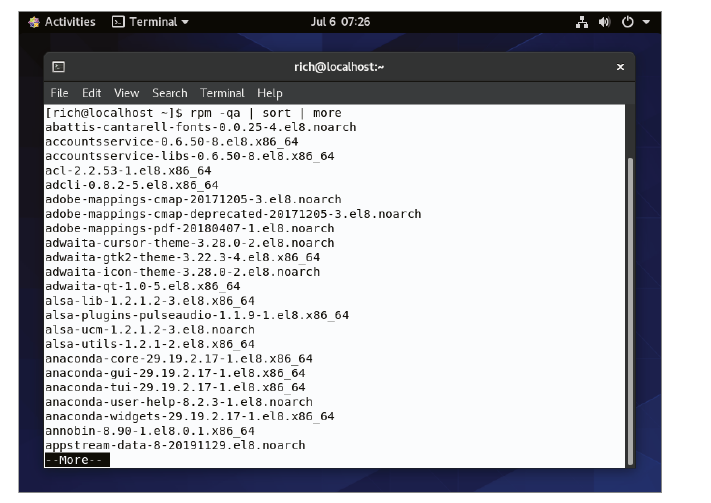 Activities Terminal Jul 6 07:26
rich@localhost:~
File Edit View Search Terminal Help
[rich@localhost ~]$ rpm -qa | sort | more
abattis-cantarell-fonts-0.0.25-4.el8.noarch
accountsservice-0.6.50-8.el8.x86_64
accountsservice-libs-0.6.50-8.el8.x86_64
acl-2.2.53-1.el8.x86_64
adcli-0.8.2-5.el8.x86_64
adobe-mappings-cmap-20171205-3.el8.noarch
adobe-mappings-cmap-deprecated-20171205-3.el8.noarch
adobe-mappings-pdf-20180407-1.el8.noarch
adwaita-cursor-theme-3.28.0-2.el8.noarch
adwaita-gtk2-theme-3.22.3-4.el8.x86_64
adwaita-icon-theme-3.28.0-2.el8.noarch
adwaita-qt-1.0-5.el8.x86_64
alsa-lib-1.2.1.2-3.el8.x86_64
alsa-plugins-pulseaudio-1.1.9-1.el8.x86_64
alsa-ucm-1.2.1.2-3.el8.noarch
alsa-utils-1.2.1-2.el8.x86_64
anaconda-core-29.19.2.17-1.el8.x86_64
anaconda-gui-29.19.2.17-1.el8.x86_64
anaconda-tui-29.19.2.17-1.el8.x86_64
anaconda-user-help-8.2.3-1.el8.noarch
anaconda-widgets-29.19.2.17-1.el8.x86_64
annobin-8.90-1.el8.0.1.x86_64
appstream-data-8-20191129.el8.noarch
--More--